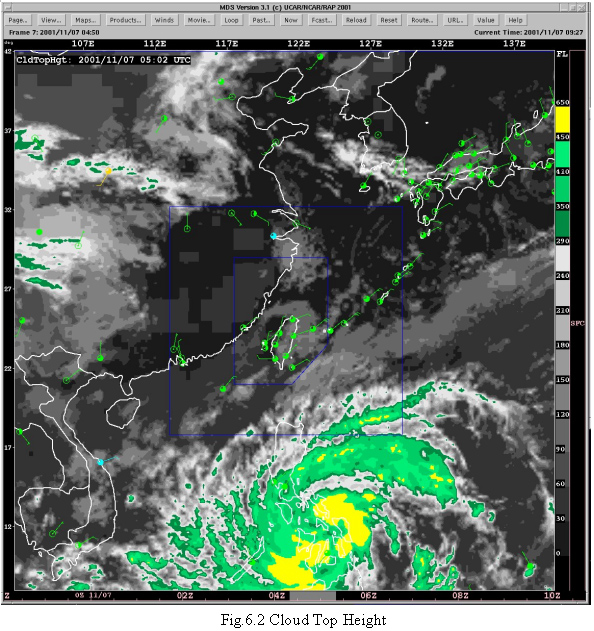 MDS Version 3.1 (c) UCAR/NCAR/RAP 2001
Page... View... Maps... Products... Winds Movie... Loop Past... Now Fcast... Reload Reset Route... URL... Value Help
Frame 7: 2001/11/07 04:50 Current Time: 2001/11/07 09:27
deg 107E 112E 117E 122E 127E 132E 137E FL
42
CldTopHgt: 2001/11/07 05:02 UTC
650
37
450
410
32
350
290
27
260
210
SFC
180
22
150
120
17
90
60
12
30
0
Z 05 11/07 02Z 04Z 06Z 08Z 10Z
Fig.6.2 Cloud Top Height